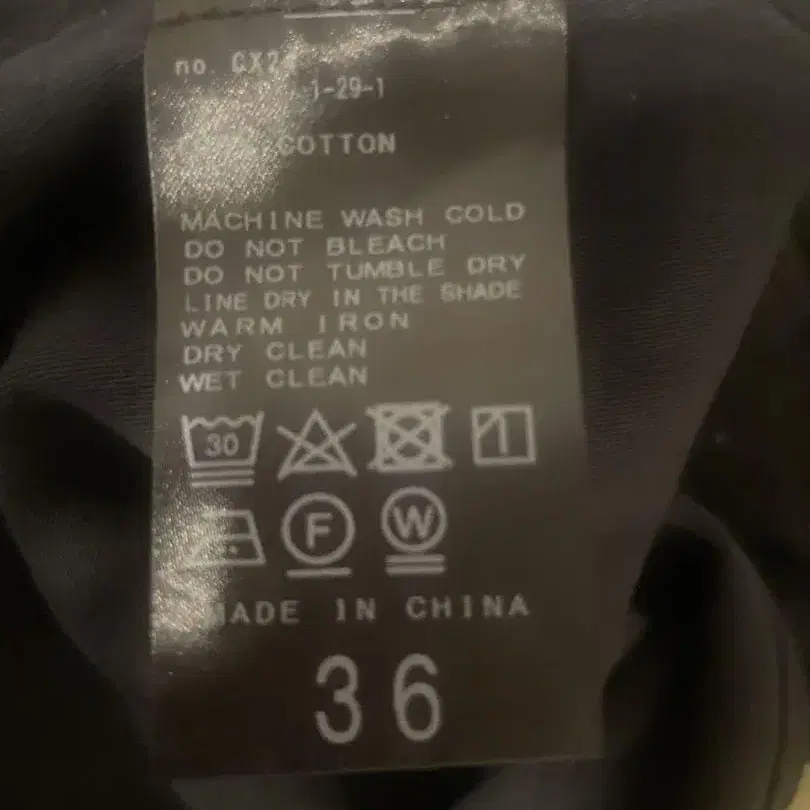 no. CX2
1-29-1
COTTON
MACHINE WASH COLD
DO NOT BLEACH
DO NOT TUMBLE DRY
LINE DRY IN THE SHADE
WARM IRON
DRY CLEAN
WET CLEAN
30
F W
MADE IN CHINA
36